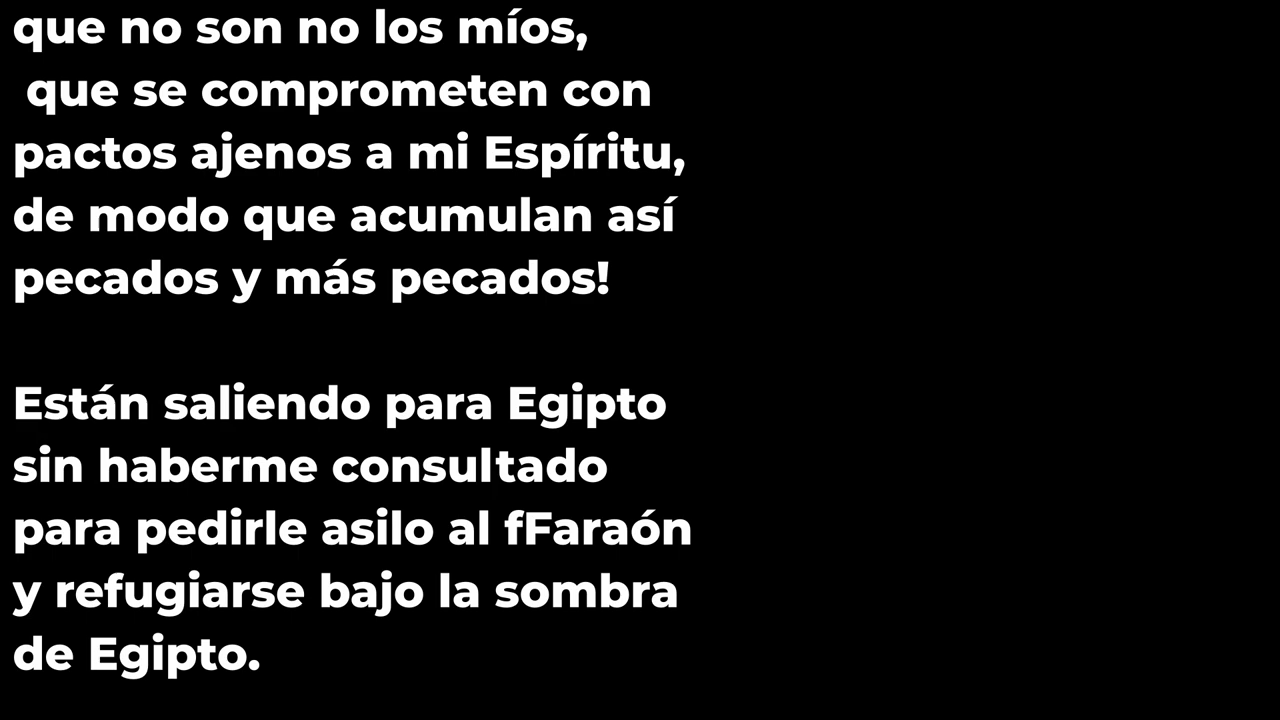 que no son no los míos,
que se comprometen con
pactos ajenos a mi Espíritu,
de modo que acumulan así
pecados y más pecados!
Están saliendo para Egipto
sin haberme consultado
para pedirle asilo al fFaraón
y refugiarse bajo la sombra
de Egipto.